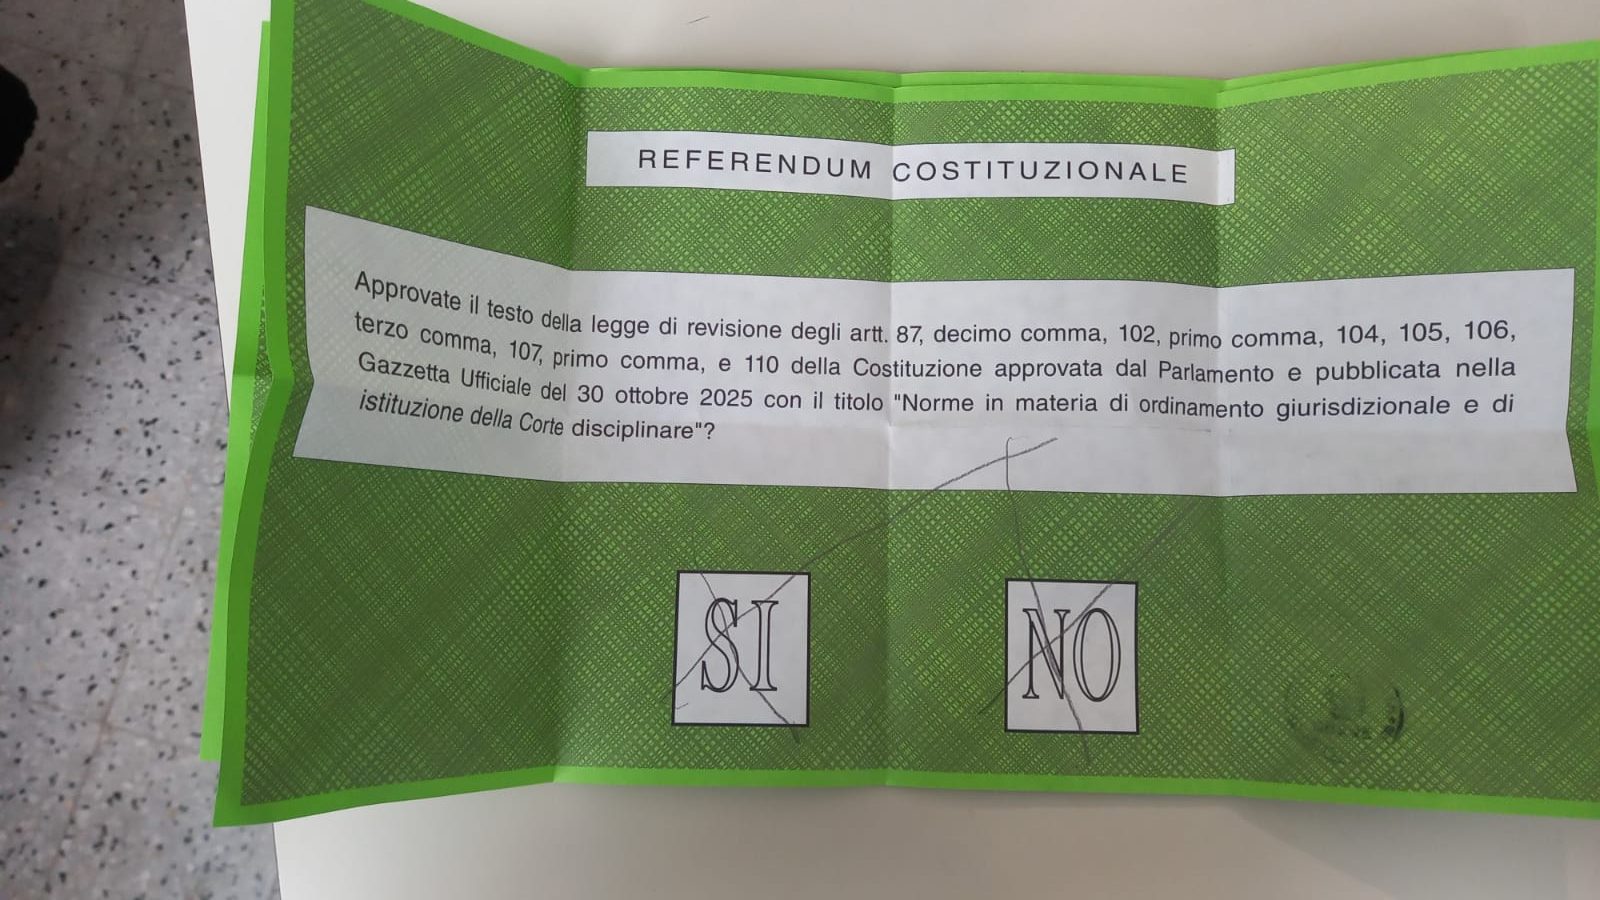 REFERENDUM COSTITUZIONALE
Approvate il testo della legge di revisione degli artt. 87, decimo comma, 102, primo comma, 104, 105, 106,
terzo comma, 107, primo comma, e 110 della Costituzione approvata dal Parlamento e pubblicata nella
Gazzetta Ufficiale del 30 ottobre 2025 con il titolo "Norme in materia di ordinamento giurisdizionale e di
istituzione della Corte disciplinare"?
SI NO